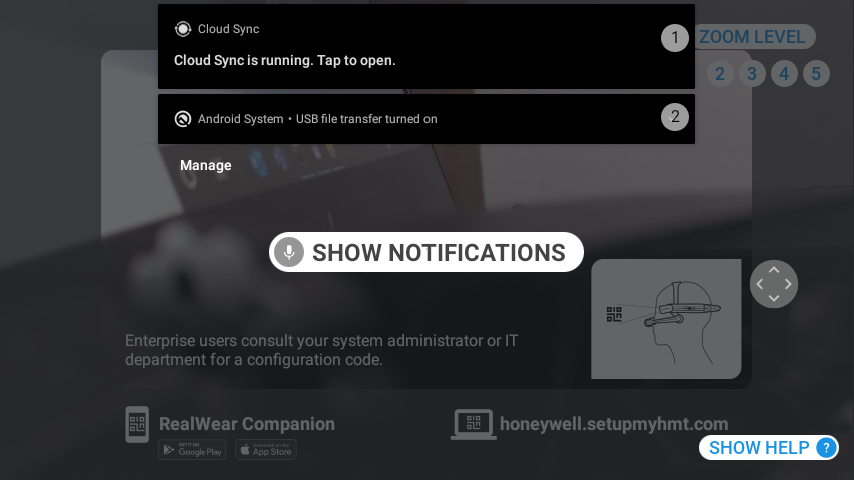 Cloud Sync
1
Cloud Sync is running. Tap to open.
ZOOM LEVEL
2 3 4 5
Android System • USB file transfer turned on
2
Manage
SHOW NOTIFICATIONS
Enterprise users consult your system administrator or IT
department for a configuration code.
RealWear Companion
honeywell.setupmyhmt.com
GET IT ON
Google Play
Download on the
App Store
SHOW HELP ?